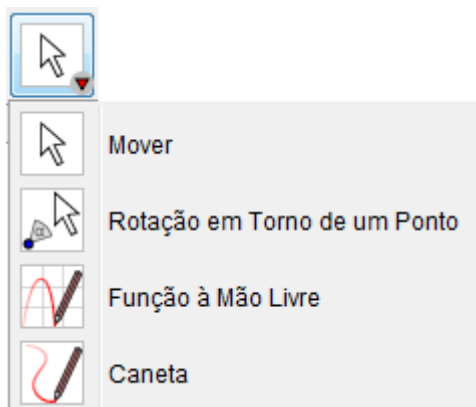 Mover
Rotação em Torno de um Ponto
Função à Mão Livre
Caneta